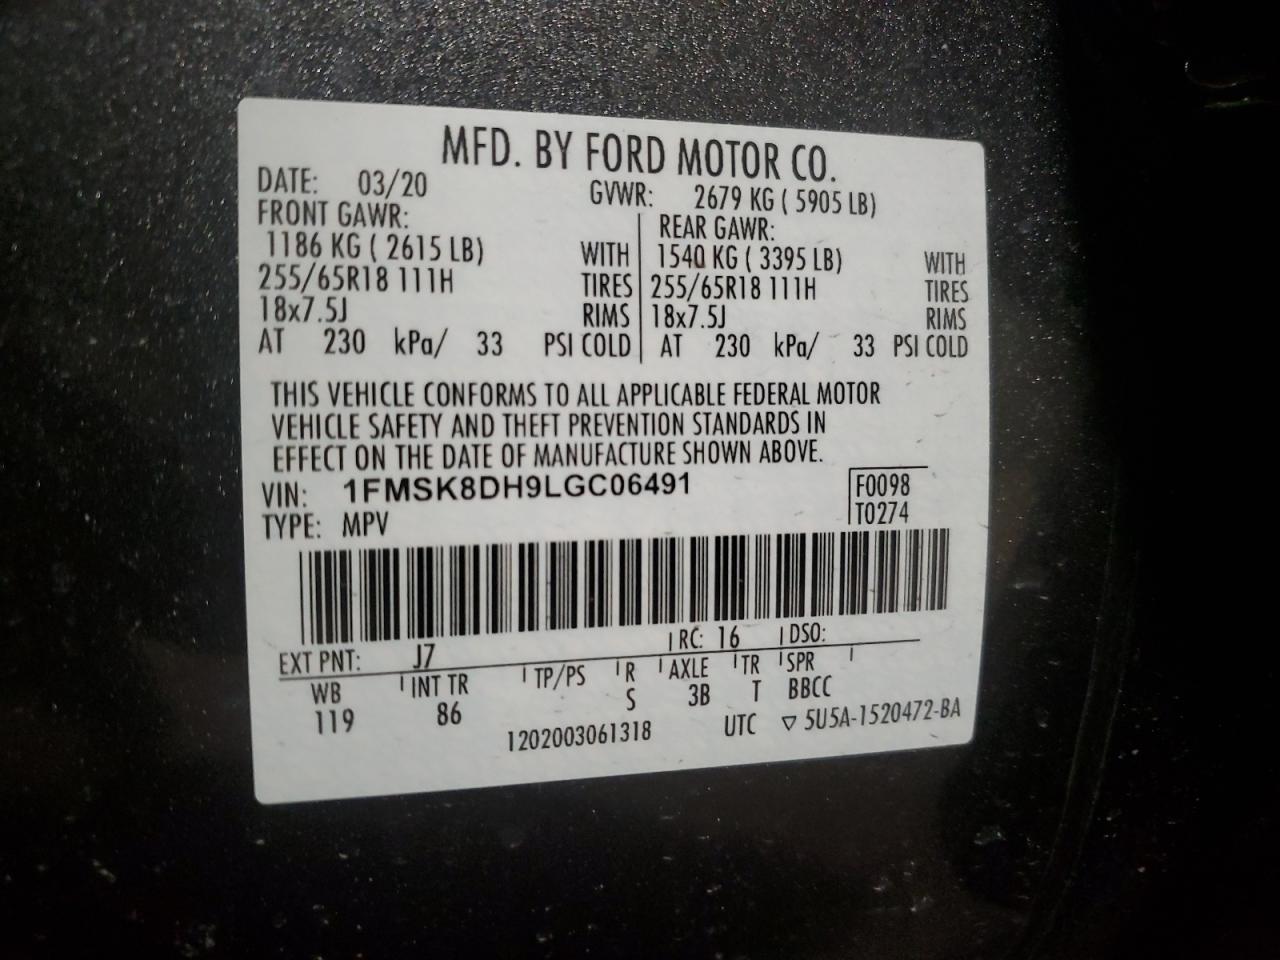 MFD. BY FORD MOTOR CO.
DATE: 03/20 GVWR: 2679 KG ( 5905 LB)
FRONT GAWR: REAR GAWR:
1186 KG ( 2615 LB) WITH 1540 KG ( 3395 LB) WITH
255/65R18 111H TIRES 255/65R18 111H TIRES
18x7.5J RIMS 18x7.5J RIMS
AT 230 kPa/ 33 PSI COLD AT 230 kPa/ 33 PSI COLD
THIS VEHICLE CONFORMS TO ALL APPLICABLE FEDERAL MOTOR
VEHICLE SAFETY AND THEFT PREVENTION STANDARDS IN
EFFECT ON THE DATE OF MANUFACTURE SHOWN ABOVE.
VIN: 1FMSK8DH9LGC06491 F0098
TYPE: MPV T0274
EXT PNT: J7 RC: 16 DSO:
WB INT TR TP/PS R AXLE TR SPR
119 86 S 3B T BBCC
1202003061318 UTC ▽ 5U5A-1520472-BA